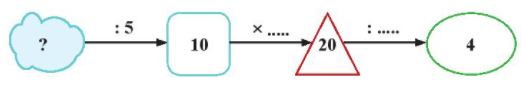 : 5 × ..... : .....
? 10 20 4